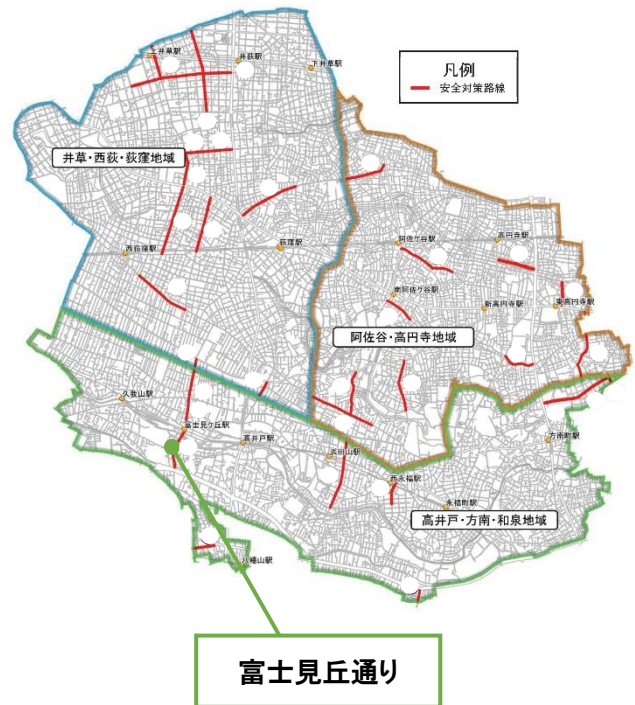 上井草駅
井荻駅
下井草駅
凡例
安全対策路線
井草・西荻・荻窪地域
西荻窪駅
荻窪駅
阿佐ケ谷駅
高円寺駅
南阿佐ケ谷駅
新高円寺駅
東高円寺駅
阿佐谷・高円寺地域
久我山駅
富士見ケ丘駅
高井戸駅
浜田山駅
西永福駅
永福町駅
方南町駅
高井戸・方南・和泉地域
八幡山駅
富士見丘通り